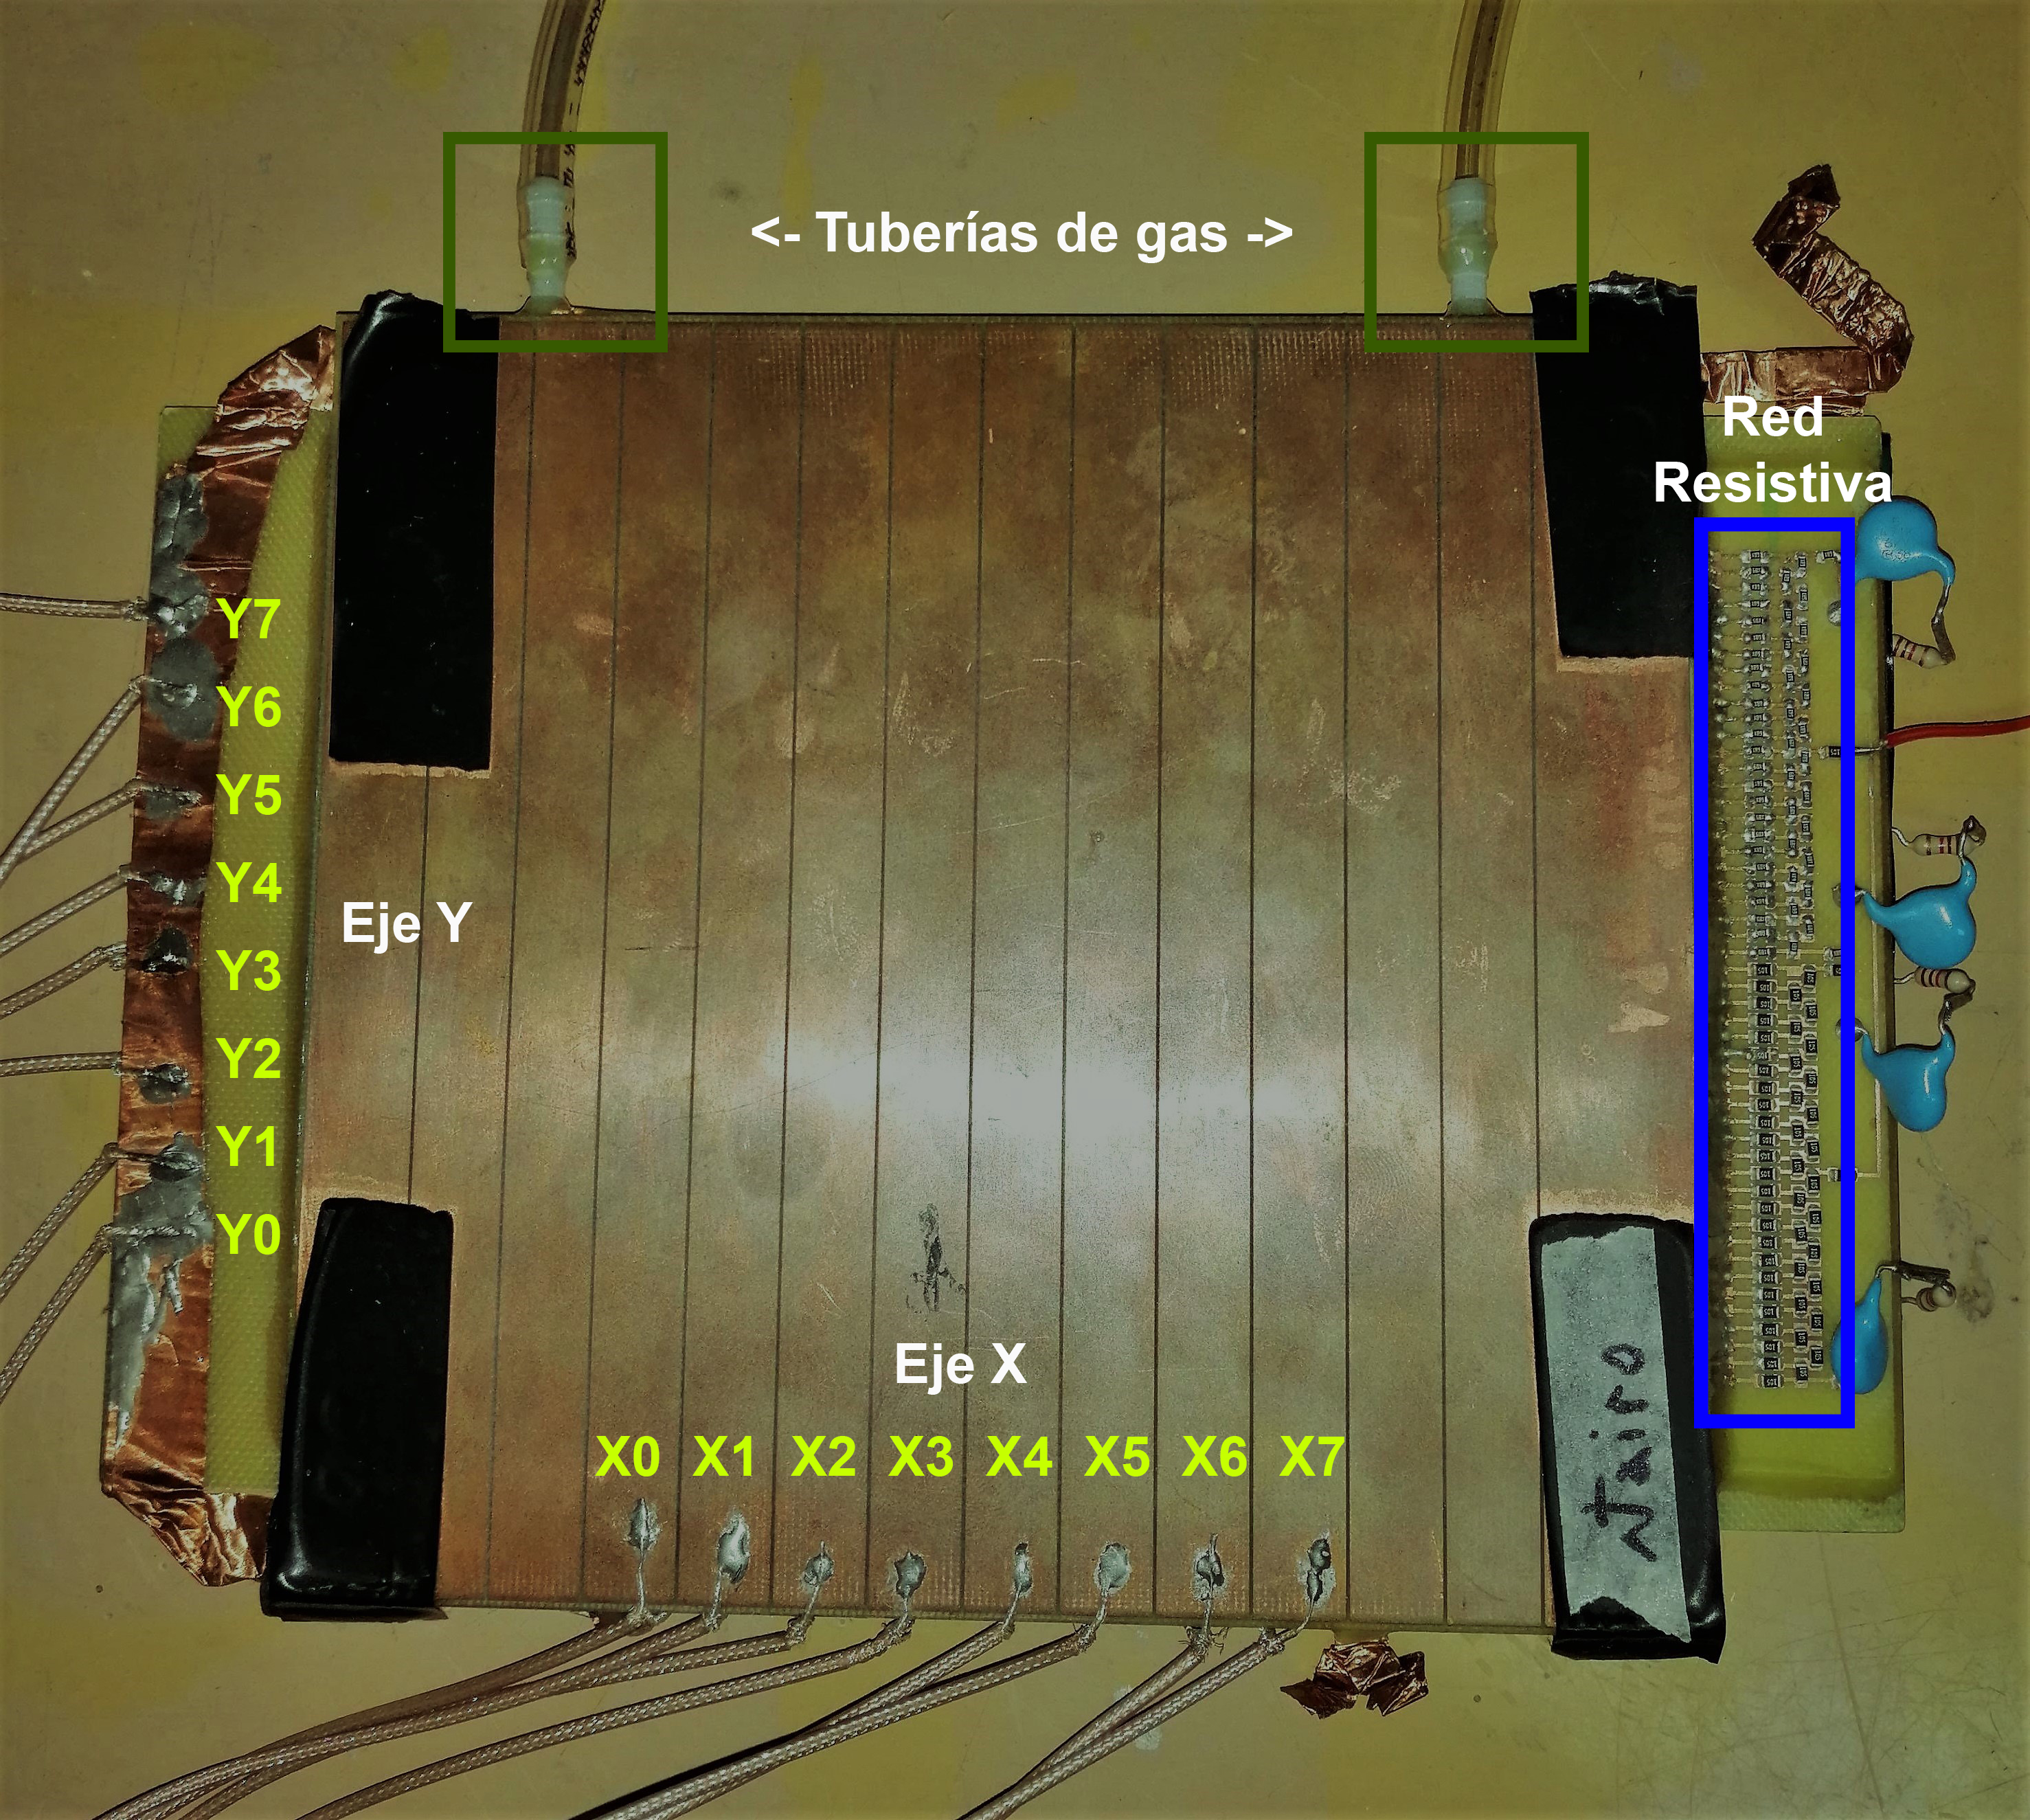 <- Tuberías de gas ->
Red
Resistiva
Y7
Y6
Y5
Y4
Y3
Y2
Y1
Y0
Eje Y
Eje X
X0 X1 X2 X3 X4 X5 X6 X7